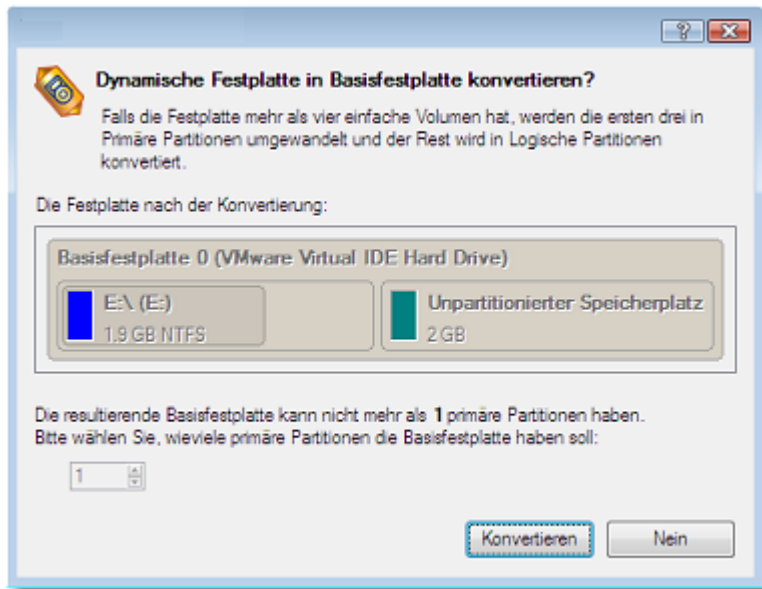 Dynamische Festplatte in Basisfestplatte konvertieren?
Falls die Festplatte mehr als vier einfache Volumen hat, werden die ersten drei in
Primäre Partitionen umgewandelt und der Rest wird in Logische Partitionen
konvertiert.
Die Festplatte nach der Konvertierung:
Basisfestplatte 0 (VMware Virtual IDE Hard Drive)
E:\ (E:)
1.9 GB NTFS
Unpartitionierter Speicherplatz
2 GB
Die resultierende Basisfestplatte kann nicht mehr als 1 primäre Partitionen haben.
Bitte wählen Sie, wieviele primäre Partitionen die Basisfestplatte haben soll:
1
Konvertieren
Nein